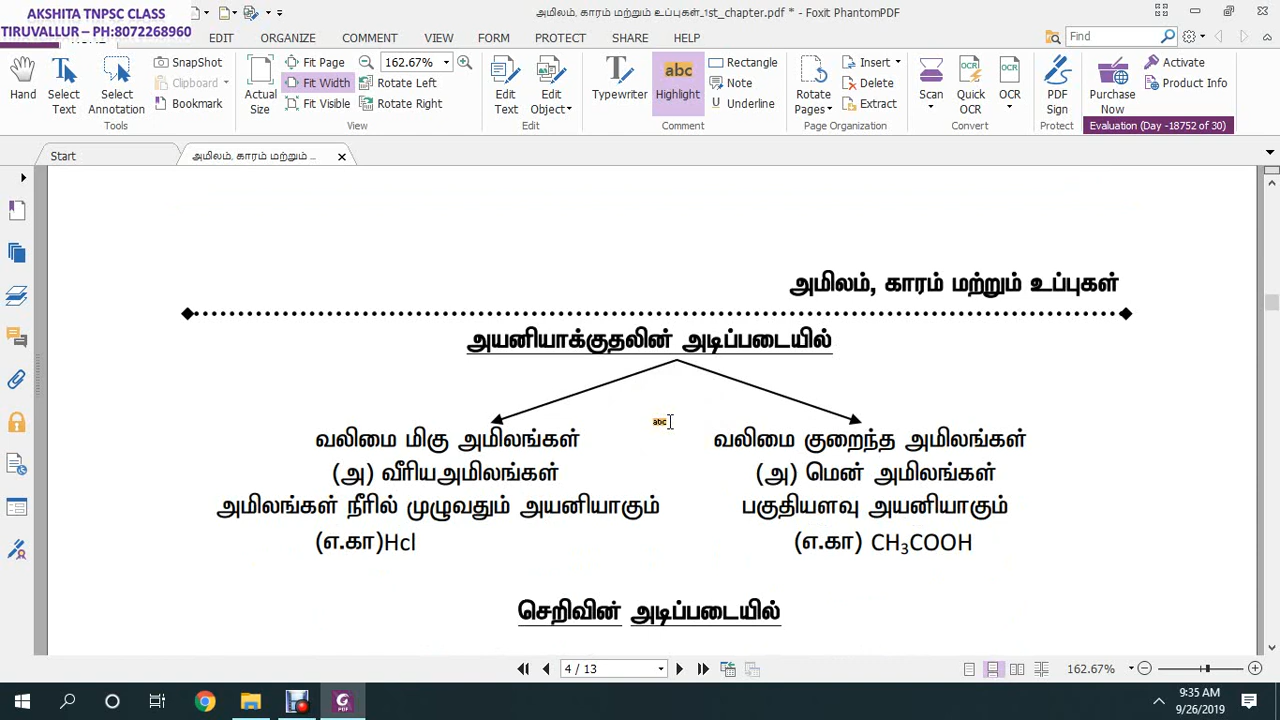 AKSHITA TNPSC CLASS
TIRUVALLUR – PH:8072268960
அமிலம், காரம் மற்றும் உப்புகள்_1st_chapter.pdf * - Foxit PhantomPDF
EDIT ORGANIZE COMMENT VIEW FORM PROTECT SHARE HELP Find
Hand
Select Text
Select Annotation
SnapShot
Clipboard
Bookmark
Tools
Actual Size
Fit Page
Fit Width
Fit Visible
162.67%
Rotate Left
Rotate Right
View
Edit Text
Edit Object
Edit
Typewriter
abc
Highlight
Rectangle
Note
Underline
Comment
Rotate Pages
Insert
Delete
Extract
Page Organization
Scan
Quick OCR
OCR
Convert
PDF Sign
Protect
Purchase Now
Activate
Product Info
Evaluation (Day -18752 of 30)
Start அமிலம், காரம் மற்றும் ...
அமிலம், காரம் மற்றும் உப்புகள்
அயனியாக்குதலின் அடிப்படையில்
abc
வலிமை மிகு அமிலங்கள் வலிமை குறைந்த அமிலங்கள்
(அ) வீரியஅமிலங்கள் (அ) மென் அமிலங்கள்
அமிலங்கள் நீரில் முழுவதும் அயனியாகும் பகுதியளவு அயனியாகும்
(எ.கா)Hcl (எ.கா) CH₃COOH
செறிவின் அடிப்படையில்
4 / 13 162.67%
9:35 AM
9/26/2019